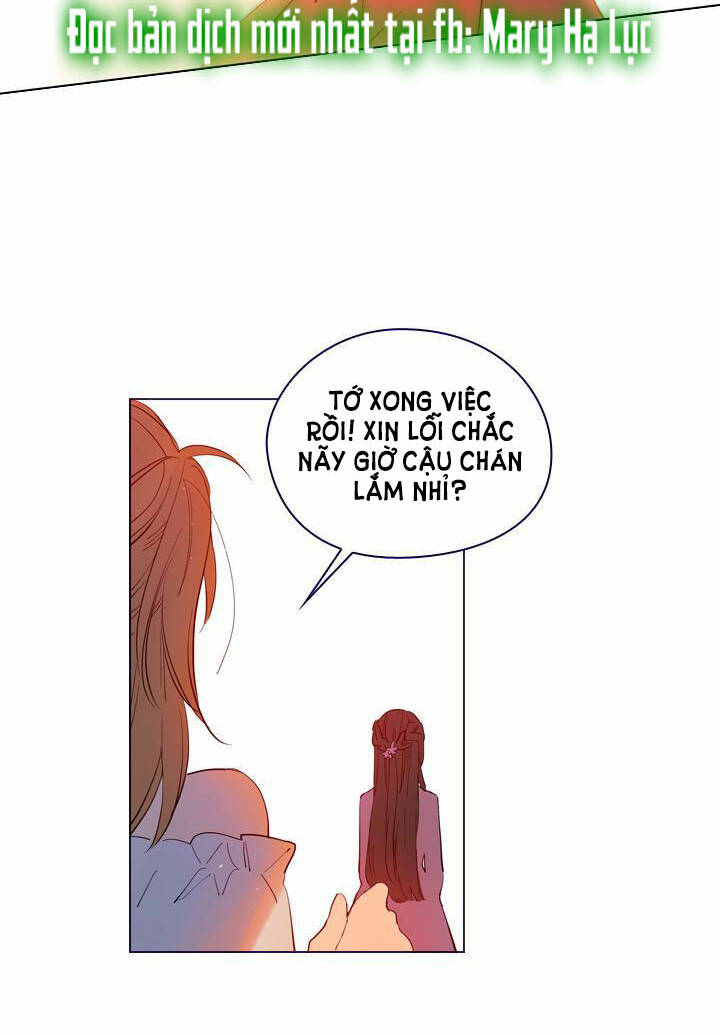 Đọc bản dịch mới nhất tại fb: Mary Hạ Lục
TỚ XONG VIỆC
RỒI! XIN LỖI CHẮC
NÃY GIỜ CẬU CHÁN
LẮM NHỈ?